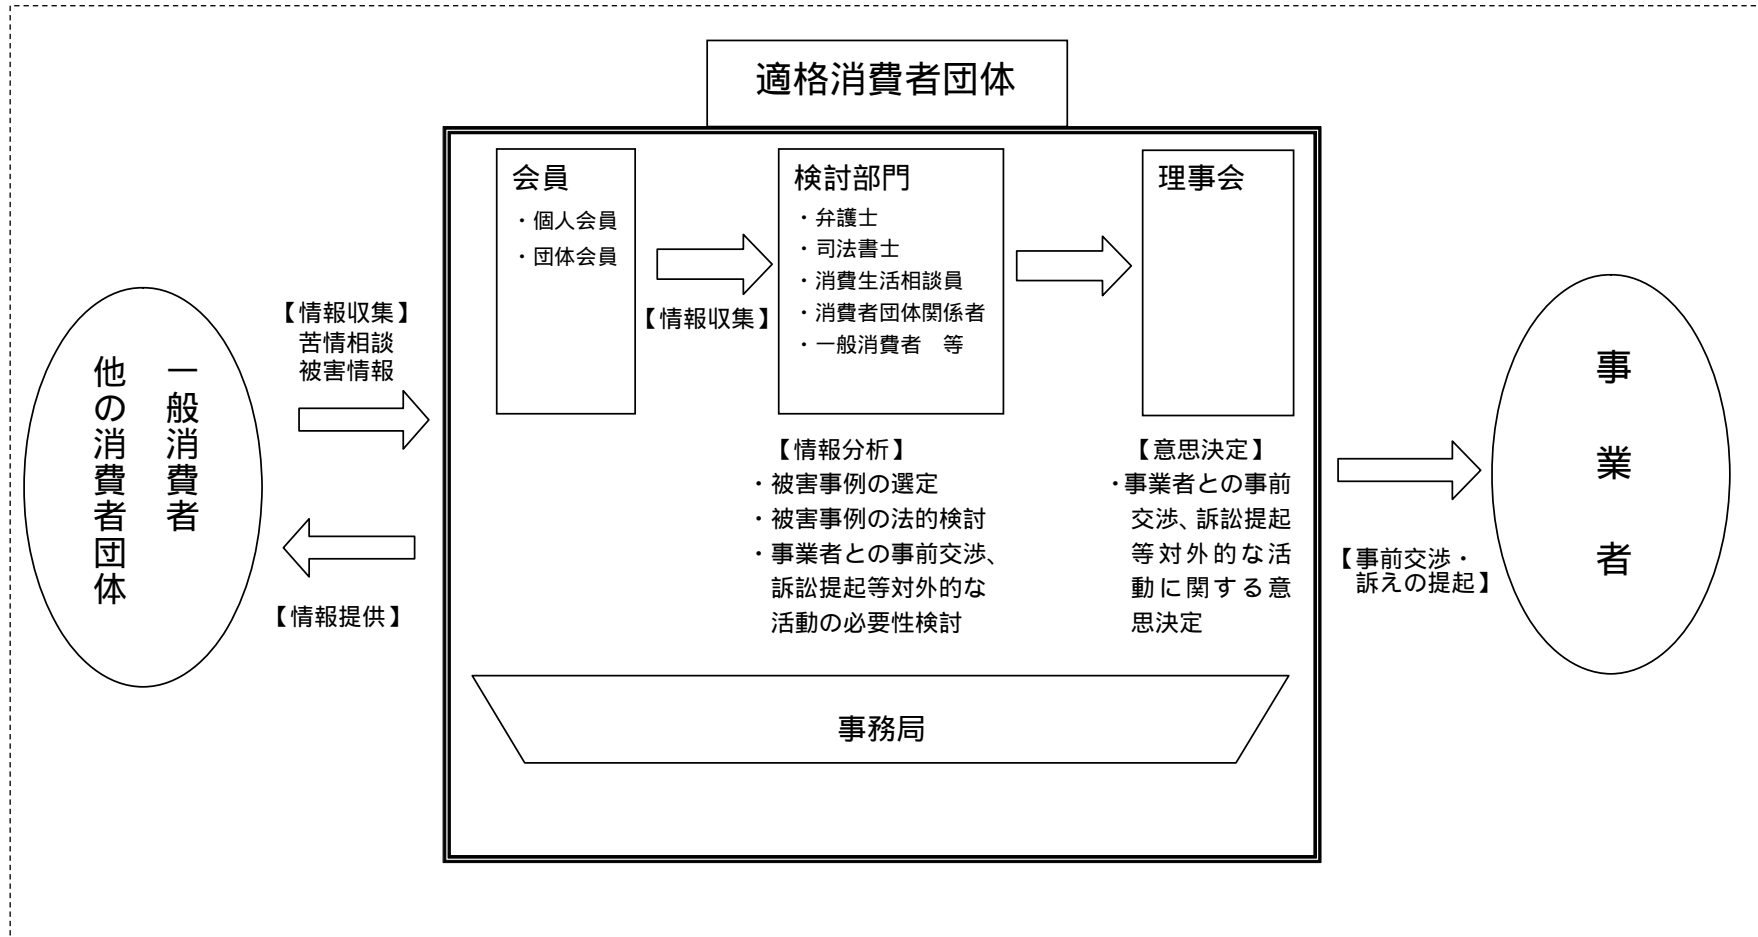 適格消費者団体
一般消費者
他の消費者団体
【情報収集】
苦情相談
被害情報
【情報提供】
会員
・個人会員
・団体会員
【情報収集】
検討部門
・弁護士
・司法書士
・消費生活相談員
・消費者団体関係者
・一般消費者　等
【情報分析】
・被害事例の選定
・被害事例の法的検討
・事業者との事前交渉、
訴訟提起等対外的な
活動の必要性検討
理事会
【意思決定】
・事業者との事前
交渉、訴訟提起
等対外的な活
動に関する意
思決定
事務局
【事前交渉・
訴えの提起】
事業者